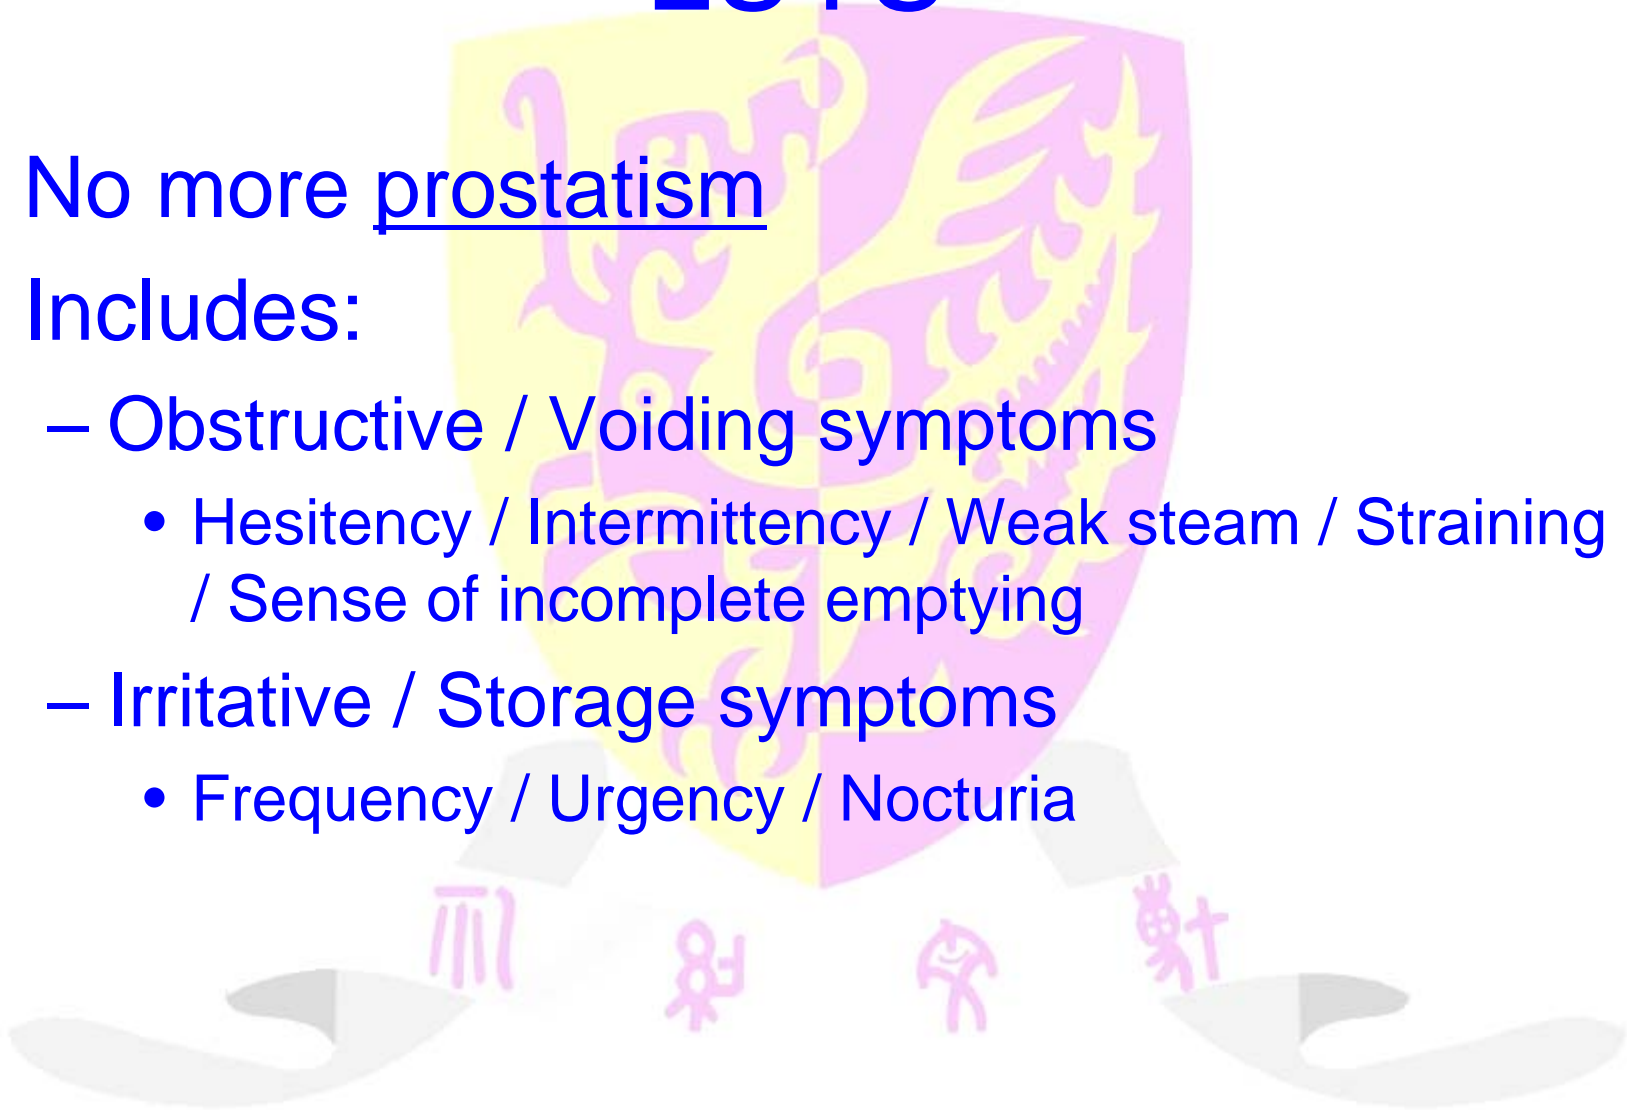 No more prostatism
Includes:
– Obstructive / Voiding symptoms
• Hesitency / Intermittency / Weak steam / Straining
/ Sense of incomplete emptying
– Irritative / Storage symptoms
• Frequency / Urgency / Nocturia